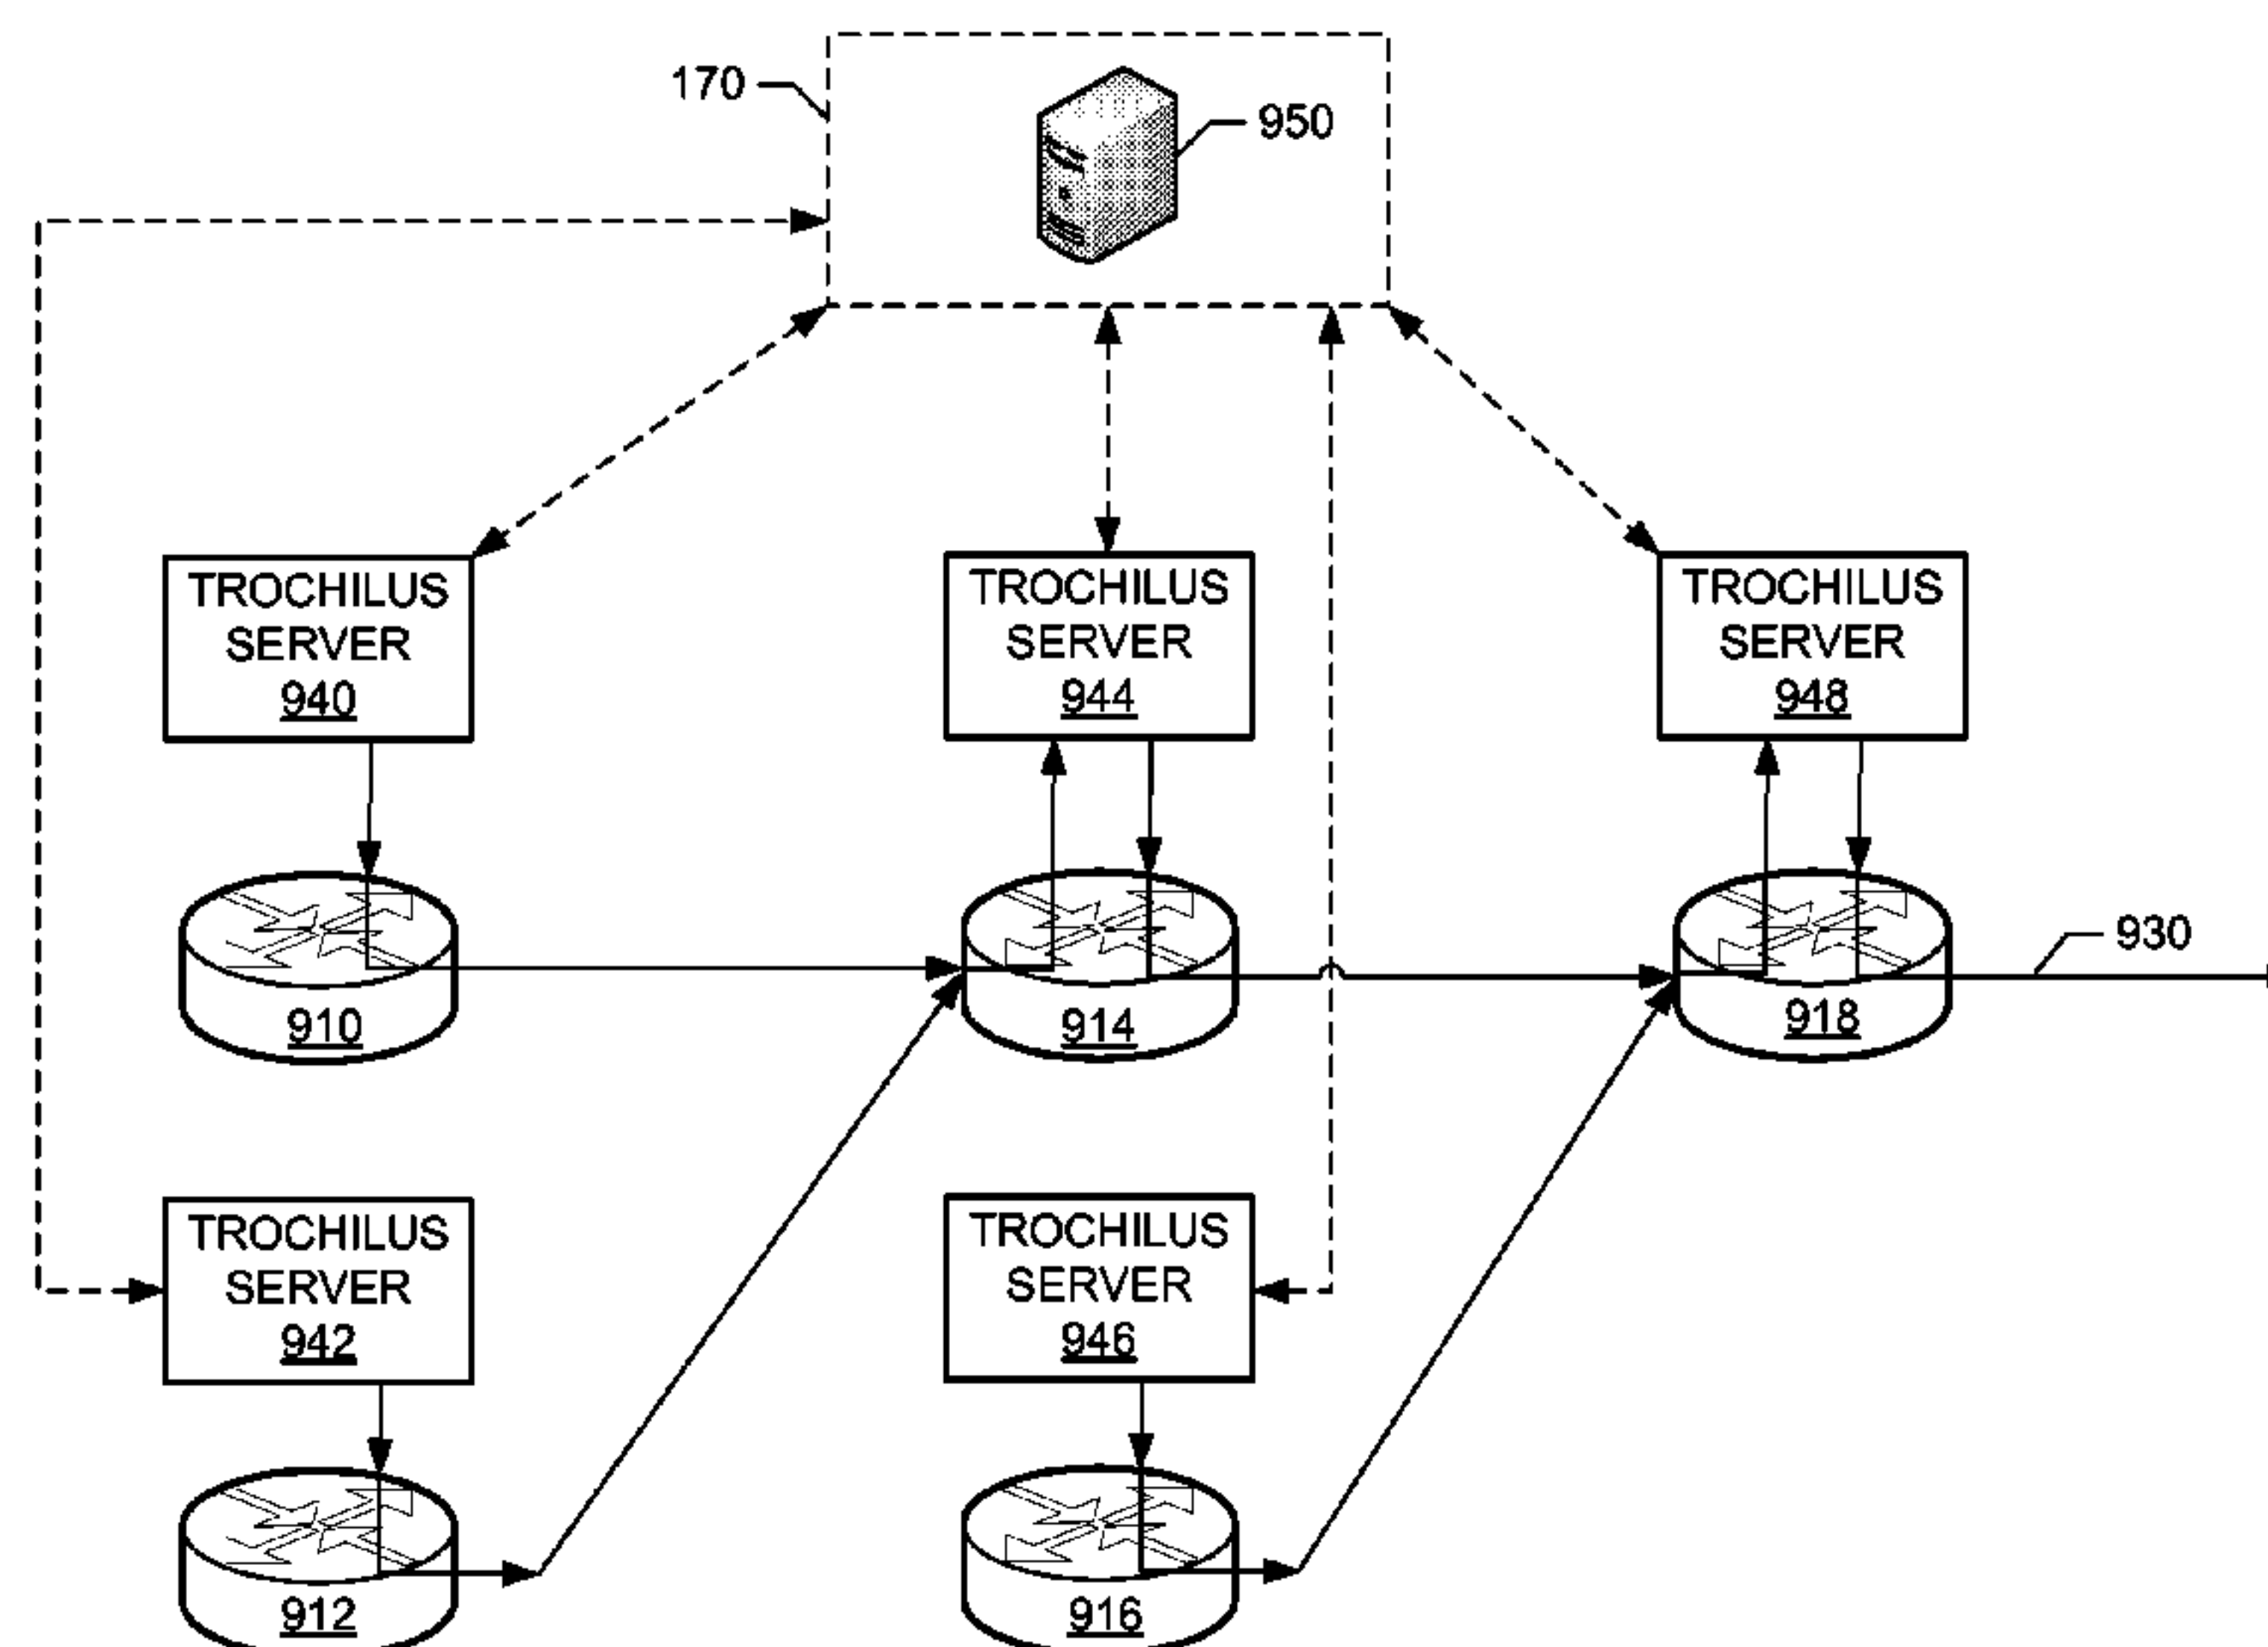 170
950
TROCHILUS
SERVER
940
TROCHILUS
SERVER
944
TROCHILUS
SERVER
948
930
910
914
918
TROCHILUS
SERVER
942
TROCHILUS
SERVER
946
912
916